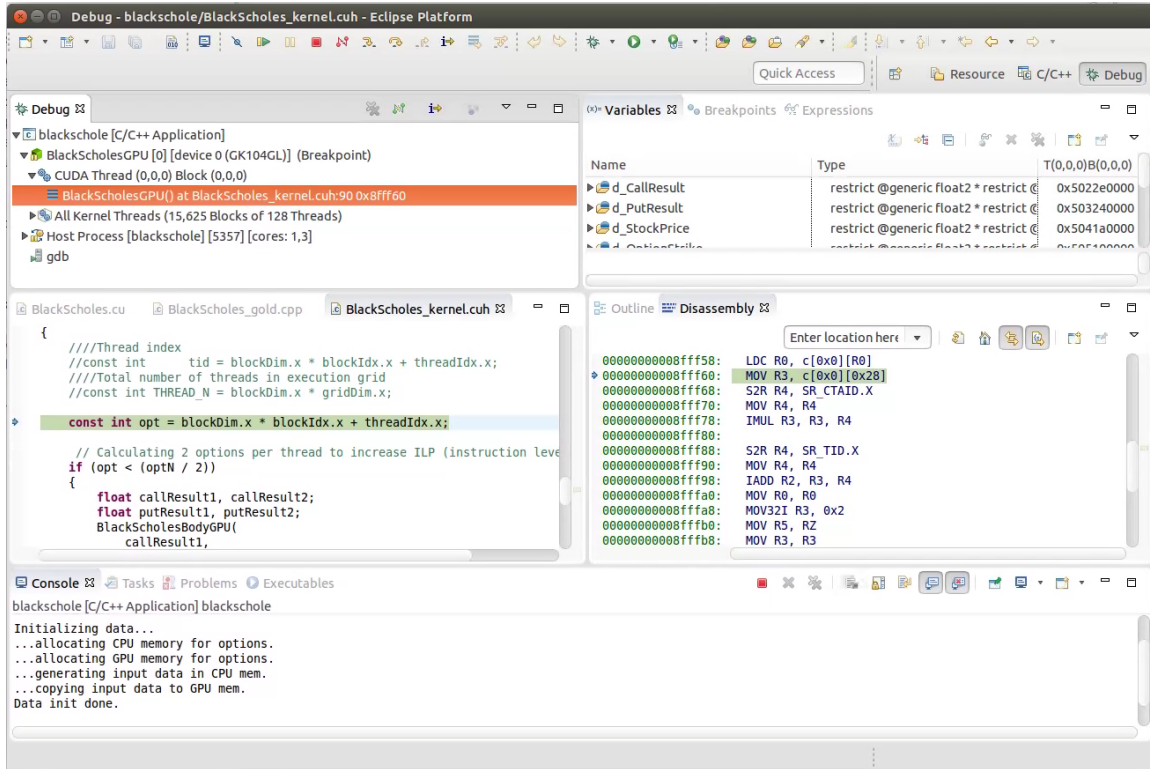 Debug - blackschole/BlackScholes_kernel.cuh - Eclipse Platform
Quick Access
Resource
C/C++
Debug
Debug
blackschole [C/C++ Application]
BlackScholesGPU [0] [device 0 (GK104GL)] (Breakpoint)
CUDA Thread (0,0,0) Block (0,0,0)
BlackScholesGPU() at BlackScholes_kernel.cuh:90 0x8fff60
All Kernel Threads (15,625 Blocks of 128 Threads)
Host Process [blackschole] [5357] [cores: 1,3]
gdb
(x)= Variables
Breakpoints
Expressions
Name Type T(0,0,0)B(0,0,0)
d_CallResult restrict @generic float2 * restrict @ 0x5022e0000
d_PutResult restrict @generic float2 * restrict @ 0x503240000
d_StockPrice restrict @generic float2 * restrict @ 0x5041a0000
d_OptionStrike restrict @generic float2 * restrict @ 0x505100000
BlackScholes.cu
BlackScholes_gold.cpp
BlackScholes_kernel.cuh
{
////Thread index
//const int      tid = blockDim.x * blockIdx.x + threadIdx.x;
////Total number of threads in execution grid
//const int THREAD_N = blockDim.x * gridDim.x;
const int opt = blockDim.x * blockIdx.x + threadIdx.x;
// Calculating 2 options per thread to increase ILP (instruction leve
if (opt < (optN / 2))
{
float callResult1, callResult2;
float putResult1, putResult2;
BlackScholesBodyGPU(
callResult1,
Outline
Disassembly
Enter location here
00000000008fff58: LDC R0, c[0x0][R0]
00000000008fff60: MOV R3, c[0x0][0x28]
00000000008fff68: S2R R4, SR_CTAID.X
00000000008fff70: MOV R4, R4
00000000008fff78: IMUL R3, R3, R4
00000000008fff80:
00000000008fff88: S2R R4, SR_TID.X
00000000008fff90: MOV R4, R4
00000000008fff98: IADD R2, R3, R4
00000000008fffa0: MOV R0, R0
00000000008fffa8: MOV32I R3, 0x2
00000000008fffb0: MOV R5, RZ
00000000008fffb8: MOV R3, R3
Console
Tasks
Problems
Executables
blackschole [C/C++ Application] blackschole
Initializing data...
...allocating CPU memory for options.
...allocating GPU memory for options.
...generating input data in CPU mem.
...copying input data to GPU mem.
Data init done.